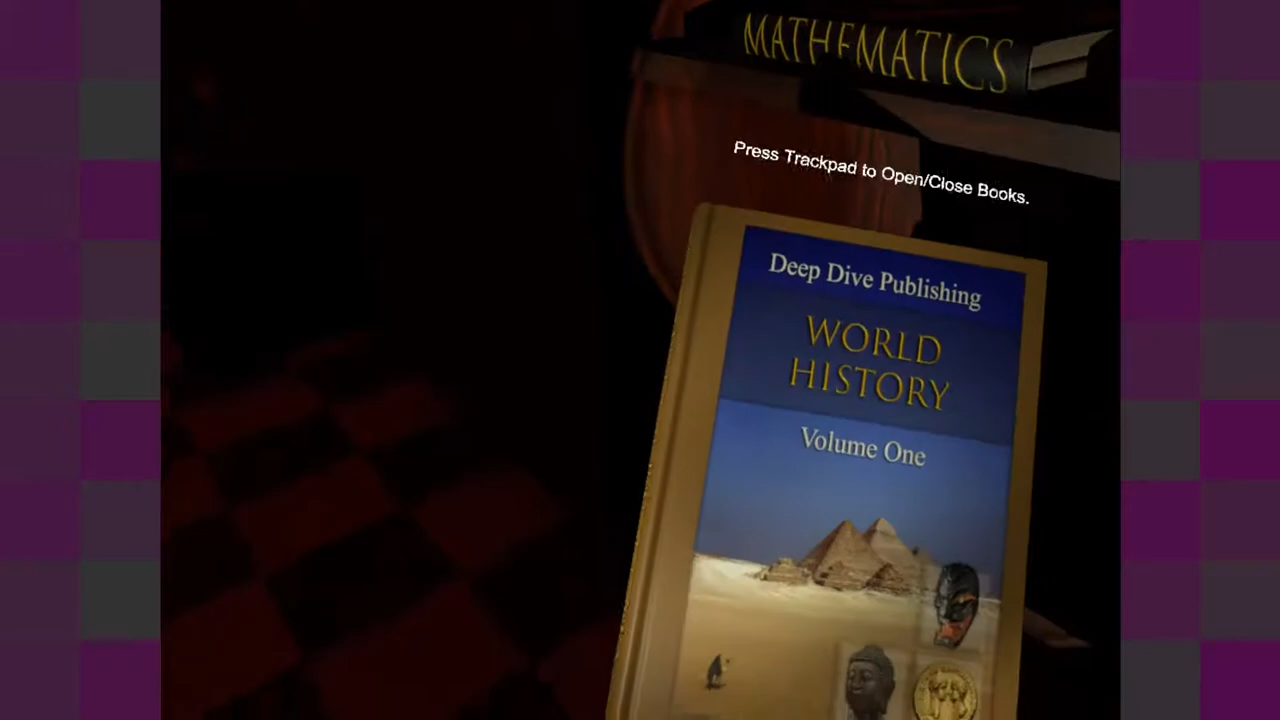 MATHEMATICS
Press Trackpad to Open/Close Books.
Deep Dive Publishing
WORLD
HISTORY
Volume One